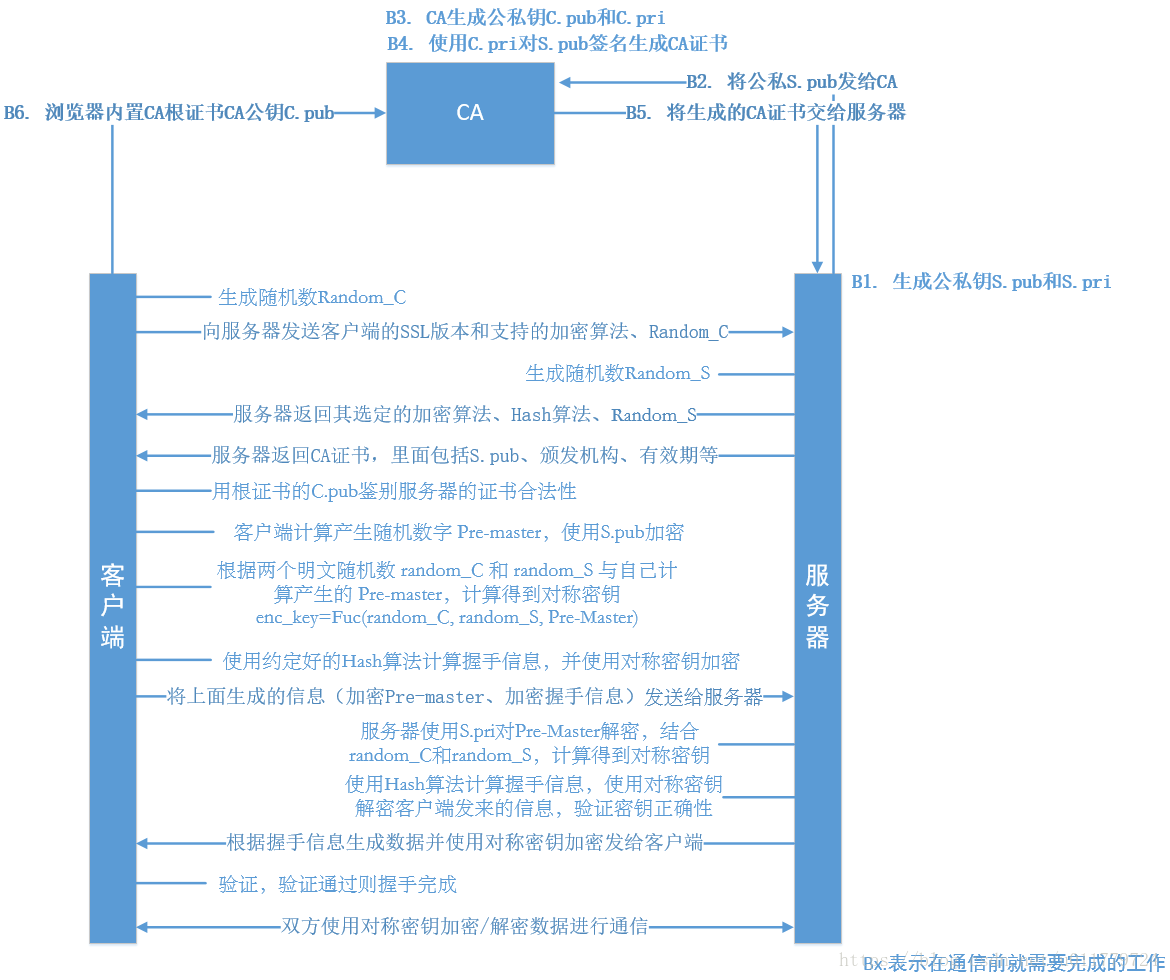 B3. CA生成公私钥C.pub和C.pri
B4. 使用C.pri对S.pub签名生成CA证书
B2. 将公私S.pub发给CA
CA
B6. 浏览器内置CA根证书CA公钥C.pub
B5. 将生成的CA证书交给服务器
B1. 生成公私钥S.pub和S.pri
生成随机数Random_C
向服务器发送客户端的SSL版本和支持的加密算法、Random_C
生成随机数Random_S
服务器返回其选定的加密算法、Hash算法、Random_S
服务器返回CA证书，里面包括S.pub、颁发机构、有效期等
用根证书的C.pub鉴别服务器的证书合法性
客户端计算产生随机数字 Pre-master，使用S.pub加密
客户端
服务器
根据两个明文随机数 random_C 和 random_S 与自己计
算产生的 Pre-master，计算得到对称密钥
enc_key=Fuc(random_C, random_S, Pre-Master)
使用约定好的Hash算法计算握手信息，并使用对称密钥加密
将上面生成的信息（加密Pre-master、加密握手信息）发送给服务器
服务器使用S.pri对Pre-Master解密，结合
random_C和random_S，计算得到对称密钥
使用Hash算法计算握手信息，使用对称密钥
解密客户端发来的信息，验证密钥正确性
根据握手信息生成数据并使用对称密钥加密发给客户端
验证，验证通过则握手完成
双方使用对称密钥加密/解密数据进行通信
Bx.表示在通信前就需要完成的工作